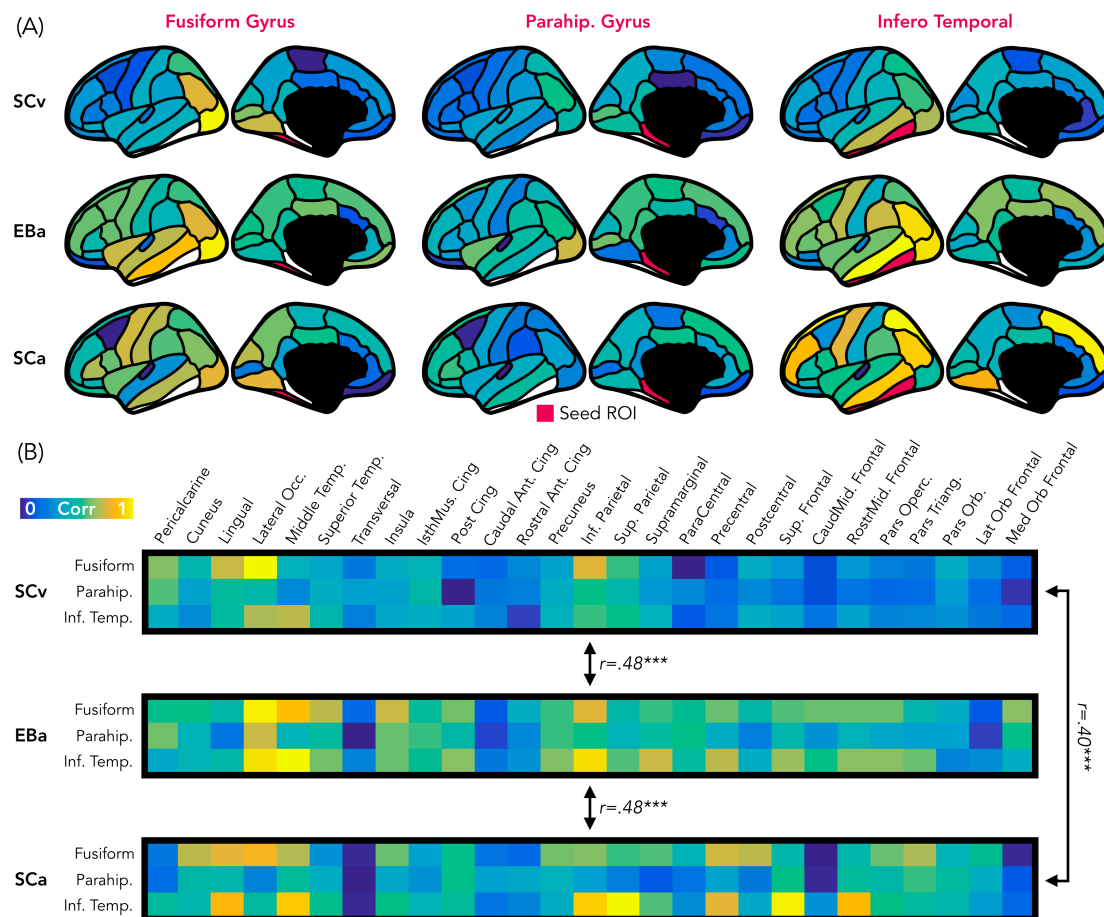 (A)
Fusiform Gyrus
Parahip. Gyrus
Infero Temporal
SCv
EBa
SCa
Seed ROI
(B)
0 Corr 1
Pericalcarine
Cuneus
Lingual
Lateral Occ.
Middle Temp.
Superior Temp.
Transversal
Insula
IsthMus. Cing
Post Cing
Caudal Ant. Cing
Rostral Ant. Cing
Precuneus
Inf. Parietal
Sup. Parietal
Supramarginal
ParaCentral
Precentral
Postcentral
Sup. Frontal
CaudMid. Frontal
RostrMid. Frontal
Pars Operc.
Pars Triang.
Pars Orb.
Lat Orb Frontal
Med Orb Frontal
SCv
Fusiform
Parahip.
Inf. Temp.
r=.48***
EBa
Fusiform
Parahip.
Inf. Temp.
r=.40***
r=.48***
SCa
Fusiform
Parahip.
Inf. Temp.